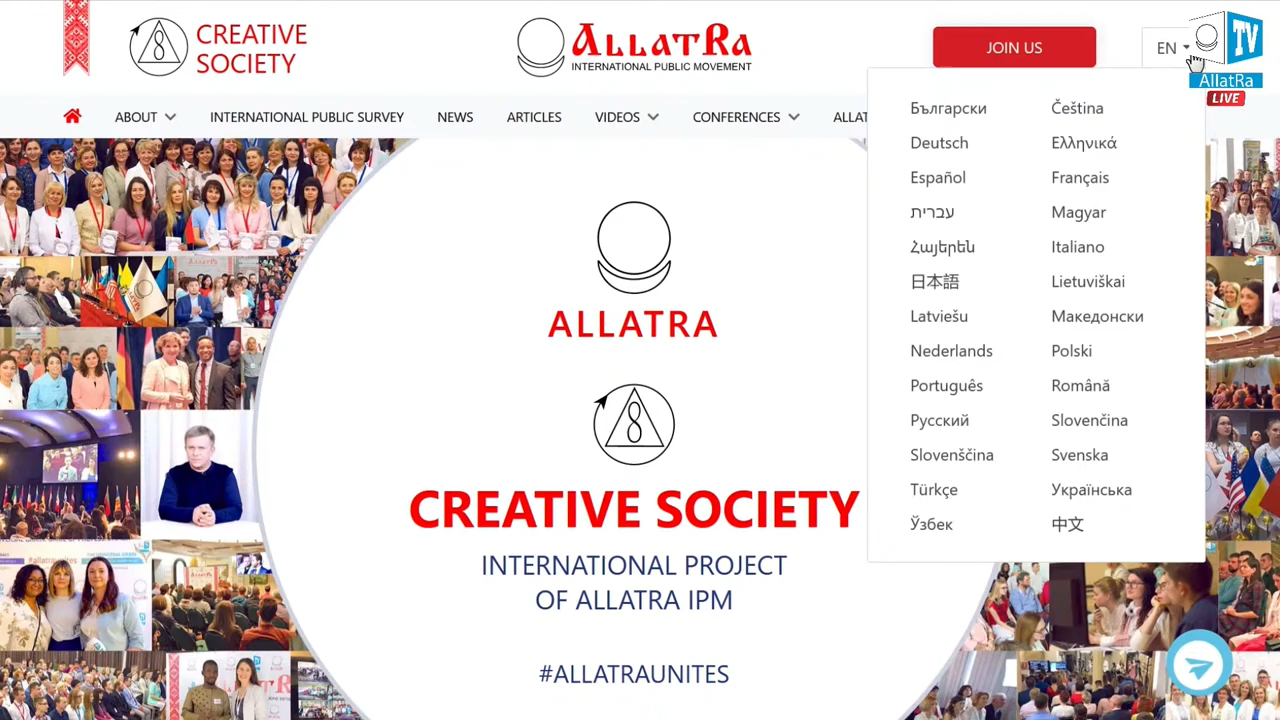 CREATIVE
SOCIETY
ALLATRA
INTERNATIONAL PUBLIC MOVEMENT
JOIN US
EN
TV
AllatRa
LIVE
ABOUT
INTERNATIONAL PUBLIC SURVEY
NEWS
ARTICLES
VIDEOS
CONFERENCES
ALLAT
Български
Čeština
Deutsch
Ελληνικά
Español
Français
עברית
Magyar
Հայերեն
Italiano
日本語
Lietuviškai
Latviešu
Македонски
Nederlands
Polski
Português
Română
Русский
Slovenčina
Slovenščina
Svenska
Türkçe
Українська
Ўзбек
中文
ALLATRA
CREATIVE SOCIETY
INTERNATIONAL PROJECT
OF ALLATRA IPM
#ALLATRAUNITES
#allatraunites